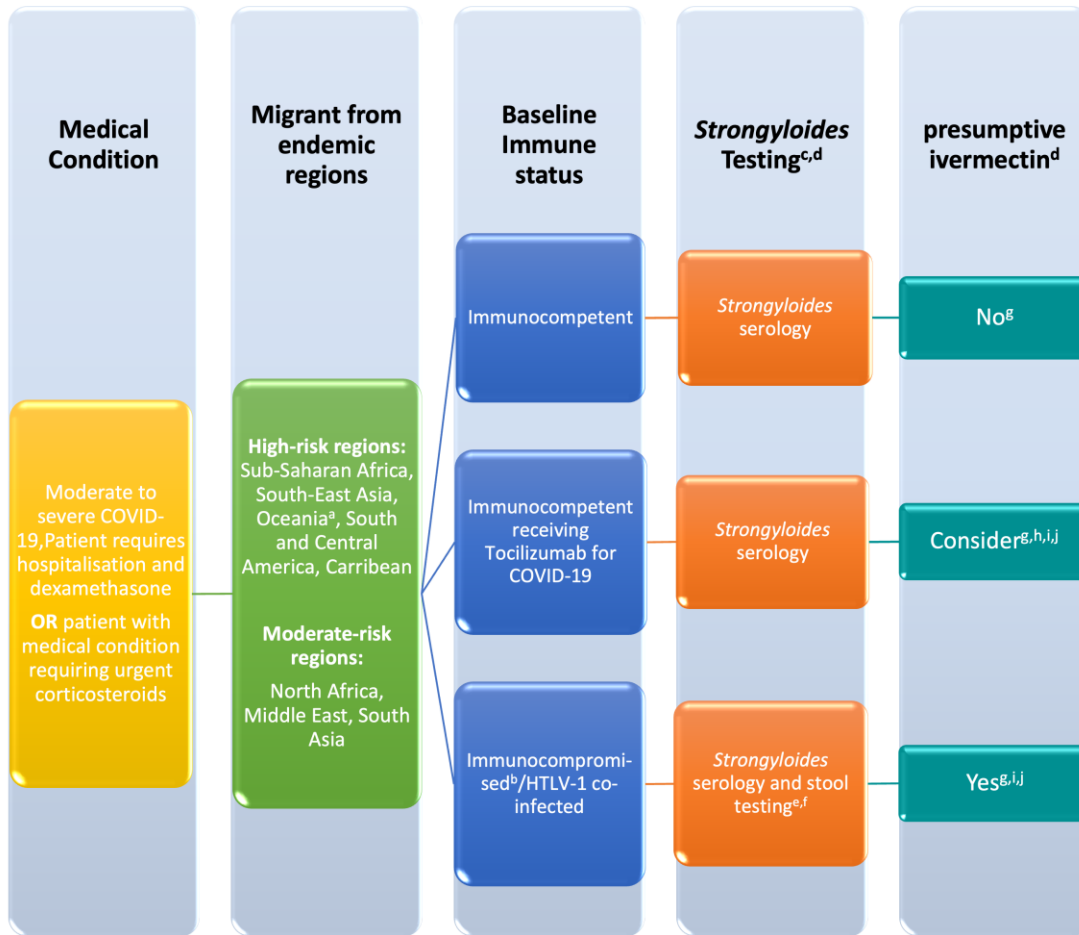 Medical
Condition
Migrant from
endemic
regions
Baseline
Immune
status
Strongyloides
Testingc,d
presumptive
ivermectind
Moderate to
severe COVID-
19,Patient requires
hospitalisation and
dexamethasone
OR patient with
medical condition
requiring urgent
corticosteroids
High-risk regions:
Sub-Saharan Africa,
South-East Asia,
Oceaniaa, South
and Central
America, Carribean
Moderate-risk
regions:
North Africa,
Middle East, South
Asia
Immunocompetent
Strongyloides
serology
Nog
Immunocompetent
receiving
Tocilizumab for
COVID-19
Strongyloides
serology
Considerg,h,i,j
Immunocompromi-
sedb/HTLV-1 co-
infected
Strongyloides
serology and stool
testinge,f
Yesg,i,j